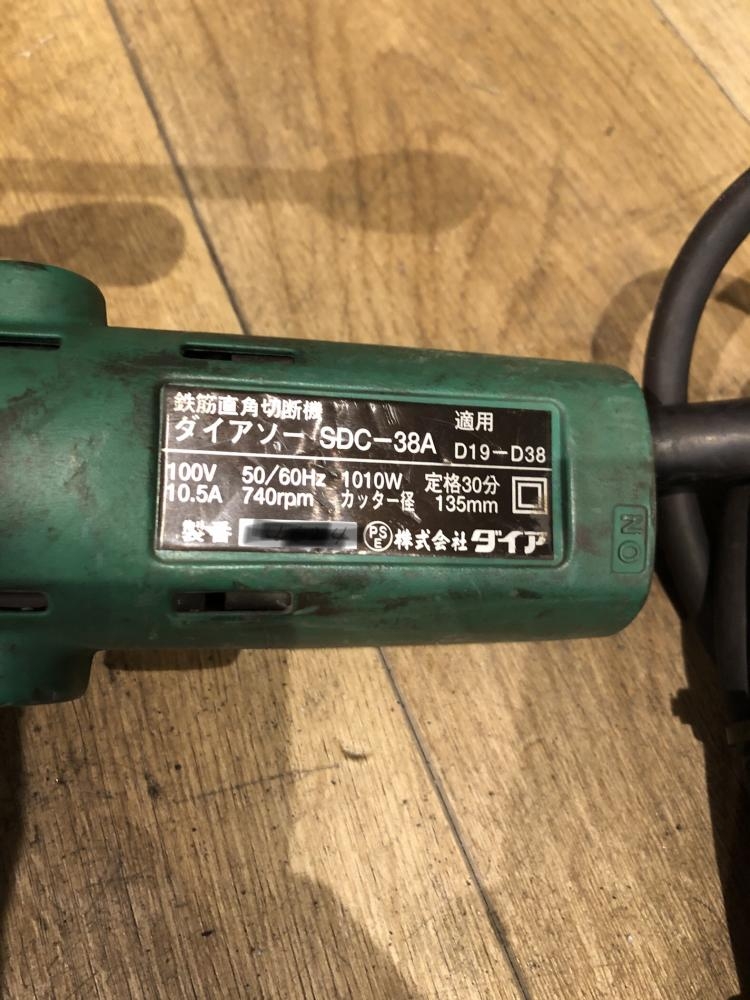 鉄筋直角切断機
ダイアソー SDC-38A
適用
D19-D38
100V 50/60Hz 1010W 定格30分
10.5A 740rpm カッター径 135mm
製番
PSE 株式会社 ダイア
NO